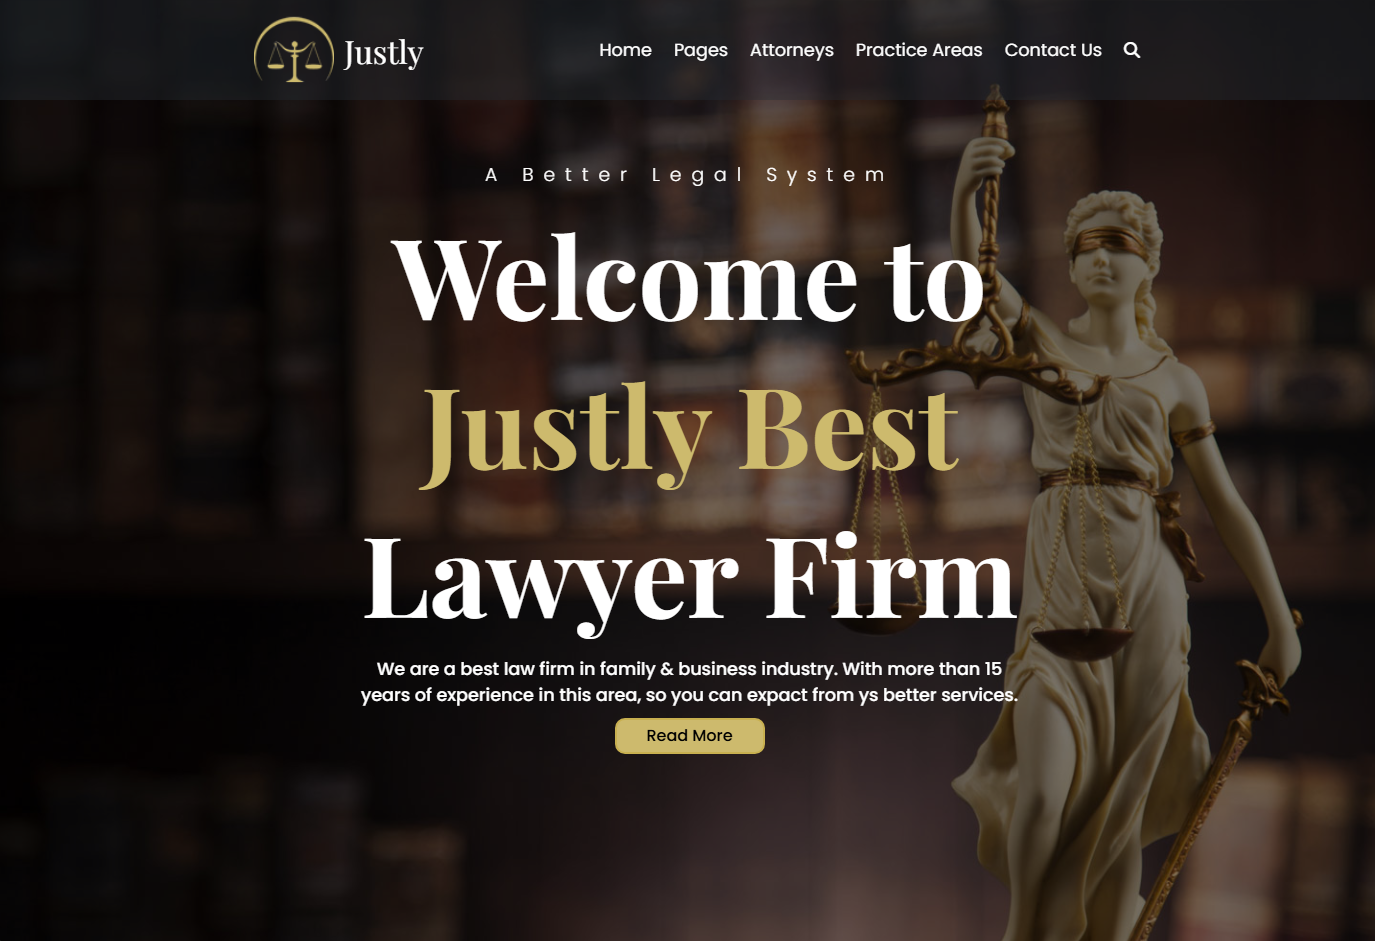 Justly
Home Pages Attorneys Practice Areas Contact Us
A Better Legal System
Welcome to
Justly Best
Lawyer Firm
We are a best law firm in family & business industry. With more than 15
years of experience in this area, so you can expact from ys better services.
Read More